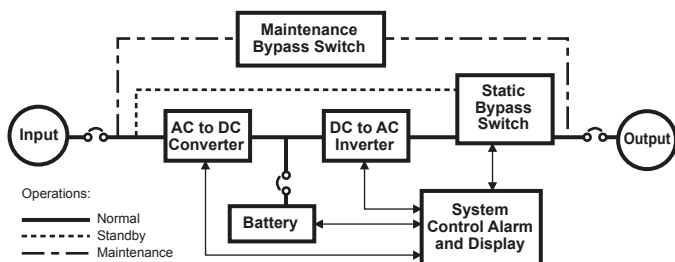 Maintenance
Bypass Switch
Static
Bypass
Switch
Input
AC to DC
Converter
DC to AC
Inverter
Output
Operations:
Normal
Standby
Maintenance
Battery
System
Control Alarm
and Display